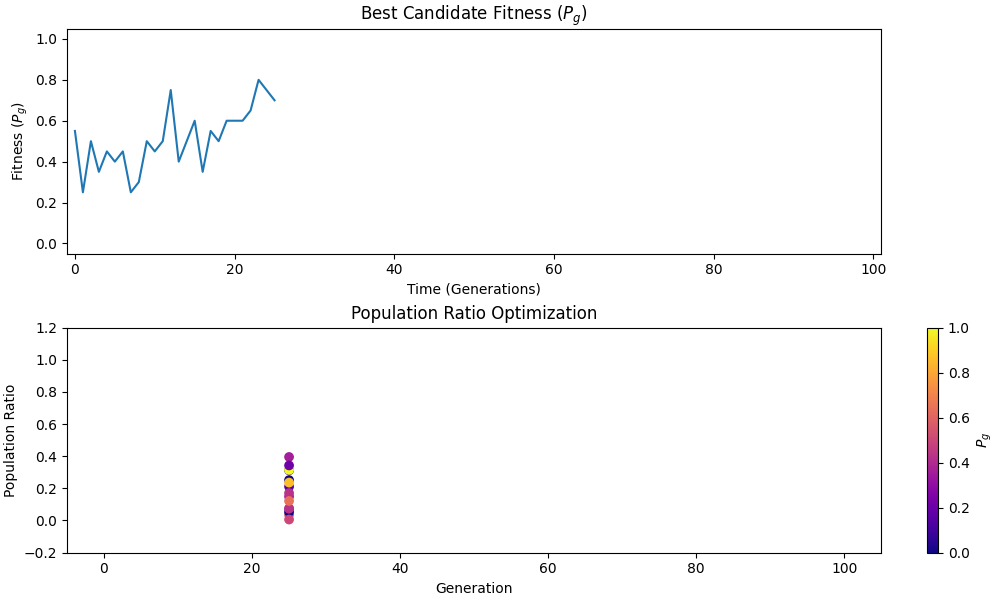 Best Candidate Fitness (P_g)
1.0
0.8
0.6
0.4
0.2
0.0
Fitness (P_g)
0 20 40 60 80 100
Time (Generations)
Population Ratio Optimization
1.2
1.0
0.8
0.6
0.4
0.2
0.0
−0.2
Population Ratio
0 20 40 60 80 100
Generation
1.0
0.8
0.6
0.4
0.2
0.0
P_g